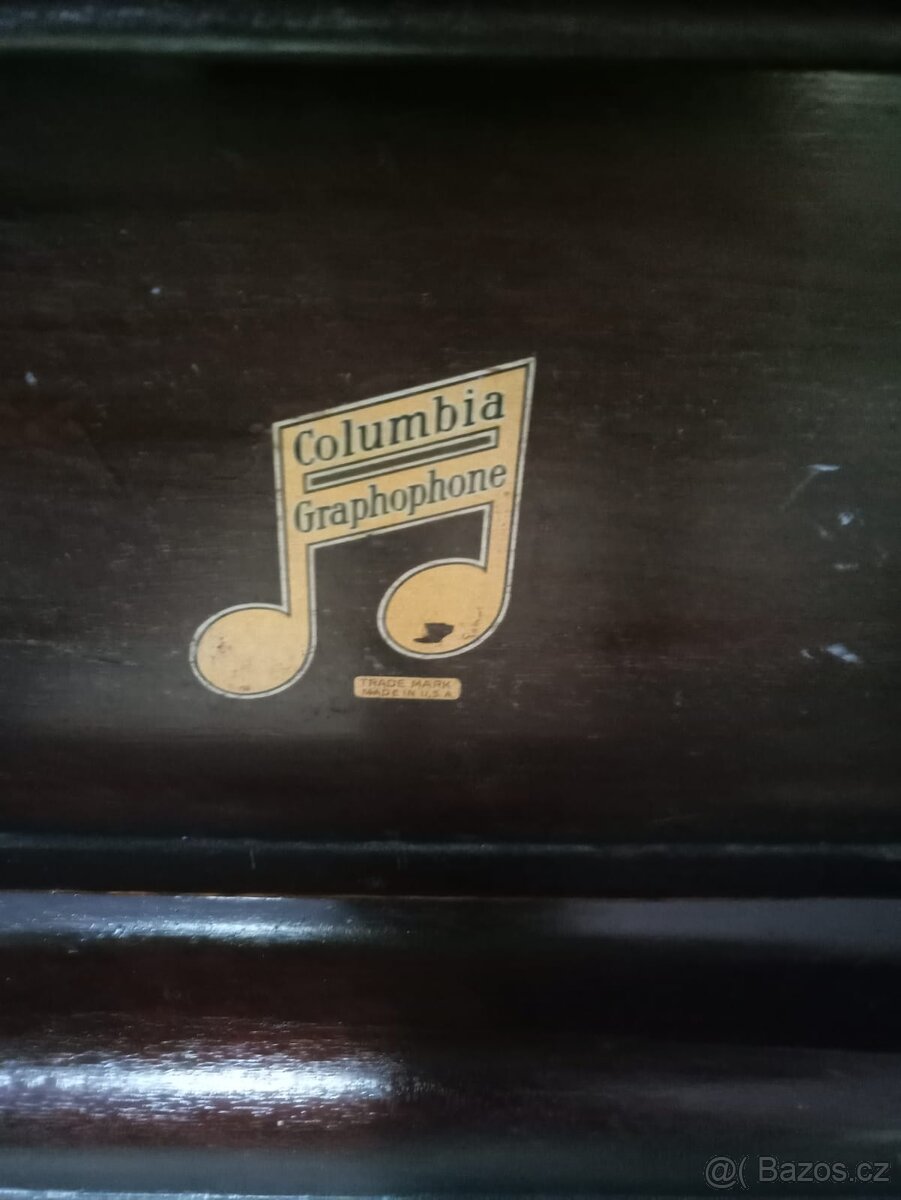 Columbia
Graphophone
TRADE MARK
MADE IN U.S.A.
@( Bazos.cz